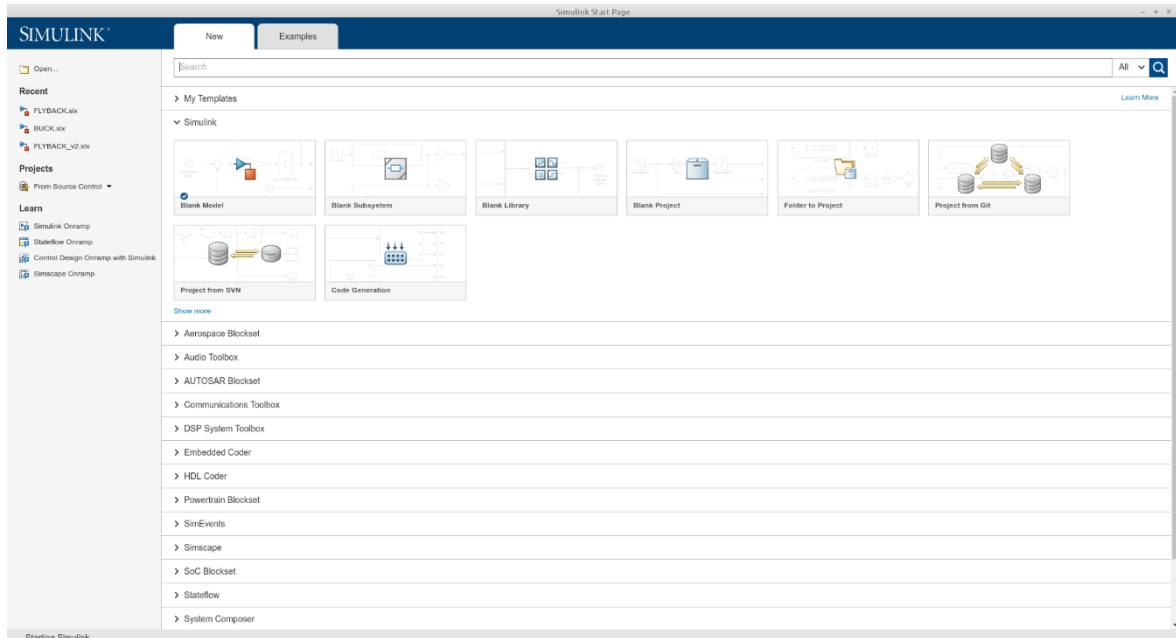 Simulink Start Page
SIMULINK®
New
Examples
Open...
Recent
FLYBACK.slx
BUCK.slx
FLYBACK_v2.slx
Projects
From Source Control
Learn
Simulink Onramp
Stateflow Onramp
Control Design Onramp with Simulink
Simscape Onramp
Search
All
My Templates
Learn More
Simulink
Blank Model
Blank Subsystem
Blank Library
Blank Project
Folder to Project
Project from Git
Project from SVN
Code Generation
Show more
Aerospace Blockset
Audio Toolbox
AUTOSAR Blockset
Communications Toolbox
DSP System Toolbox
Embedded Coder
HDL Coder
Powertrain Blockset
SimEvents
Simscape
SoC Blockset
Stateflow
System Composer
Starting Simulink